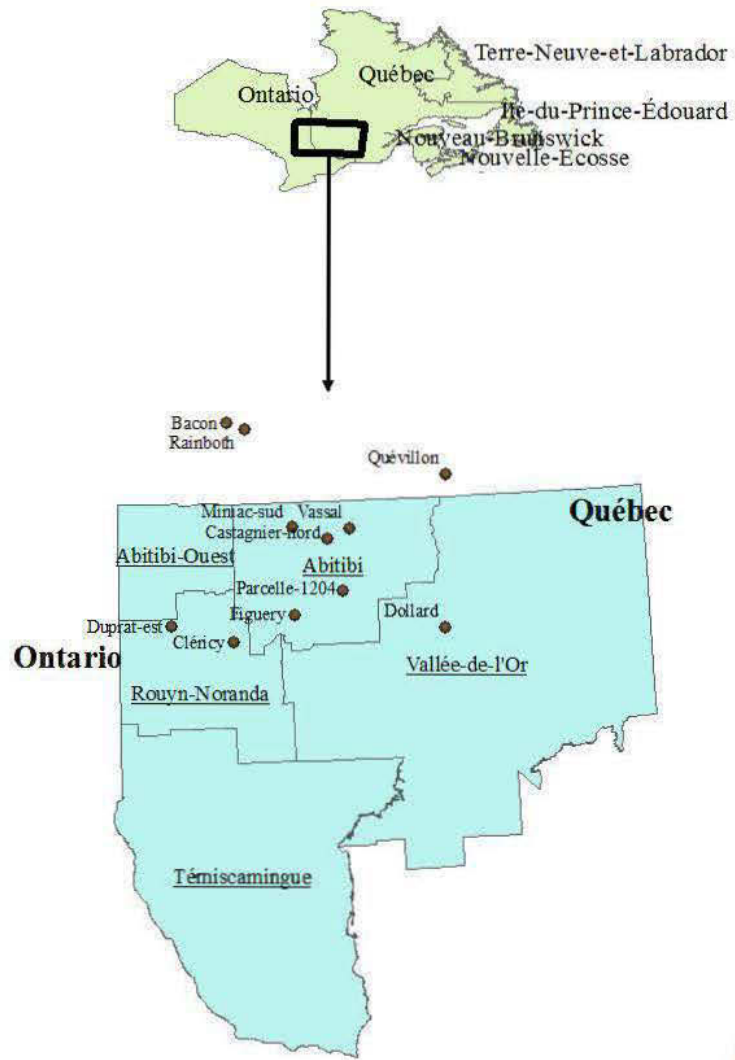 Terre-Neuve-et-Labrador
Québec
Ontario
Ile-du-Prince-Édouard
Nouveau-Brunswick
Nouvelle-Ecosse
Bacon
Rainboth
Quévillon
Miniac-sud Vassal
Québec
Castagnier-nord
Abitibi-Ouest
Abitibi
Parcelle-1204
Figuery
Dollard
Duprat-est
Cléricy
Ontario
Vallée-de-l'Or
Rouyn-Noranda
Témiscamingue